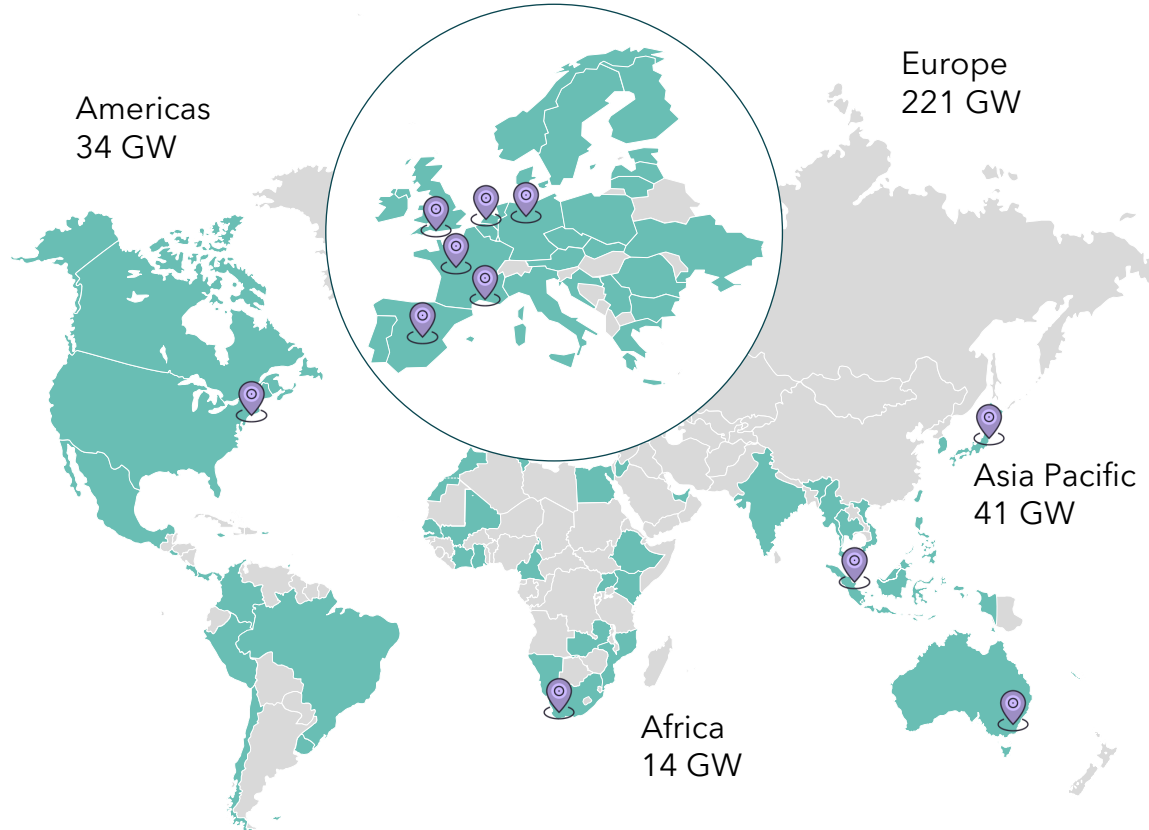 Europe
221 GW
Americas
34 GW
Asia Pacific
41 GW
Africa
14 GW